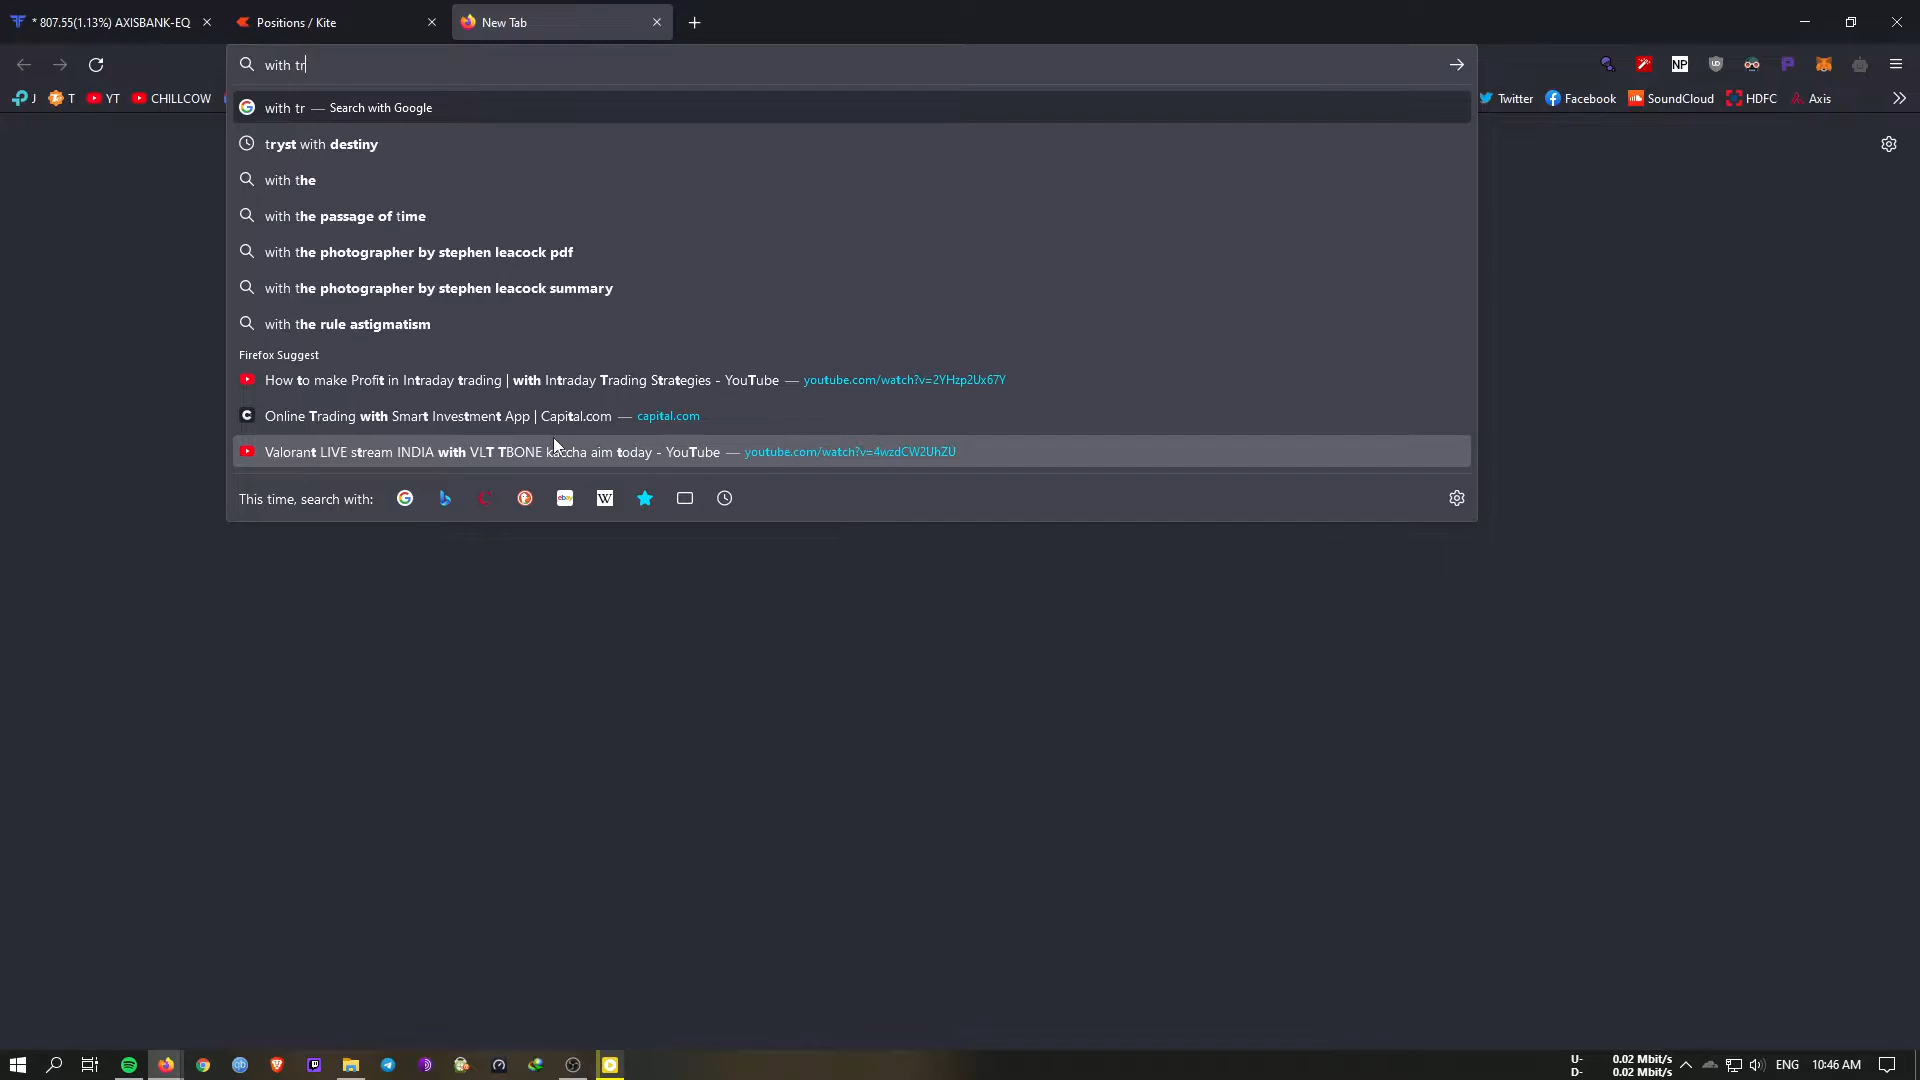 * 807.55(1.13%) AXISBANK-EQ
Positions / Kite
New Tab
with tr
J
T
YT
CHILLCOW
NP
Twitter
Facebook
SoundCloud
HDFC
Axis
with tr — Search with Google
tryst with destiny
with the
with the passage of time
with the photographer by stephen leacock pdf
with the photographer by stephen leacock summary
with the rule astigmatism
Firefox Suggest
How to make Profit in Intraday trading | with Intraday Trading Strategies - YouTube — youtube.com/watch?v=2YHzp2Ux67Y
Online Trading with Smart Investment App | Capital.com — capital.com
Valorant LIVE stream INDIA with VLT TBONE kaccha aim today - YouTube — youtube.com/watch?v=4wzdCW2UhZU
This time, search with:
U- 0.02 Mbit/s
D- 0.02 Mbit/s
ENG
10:46 AM